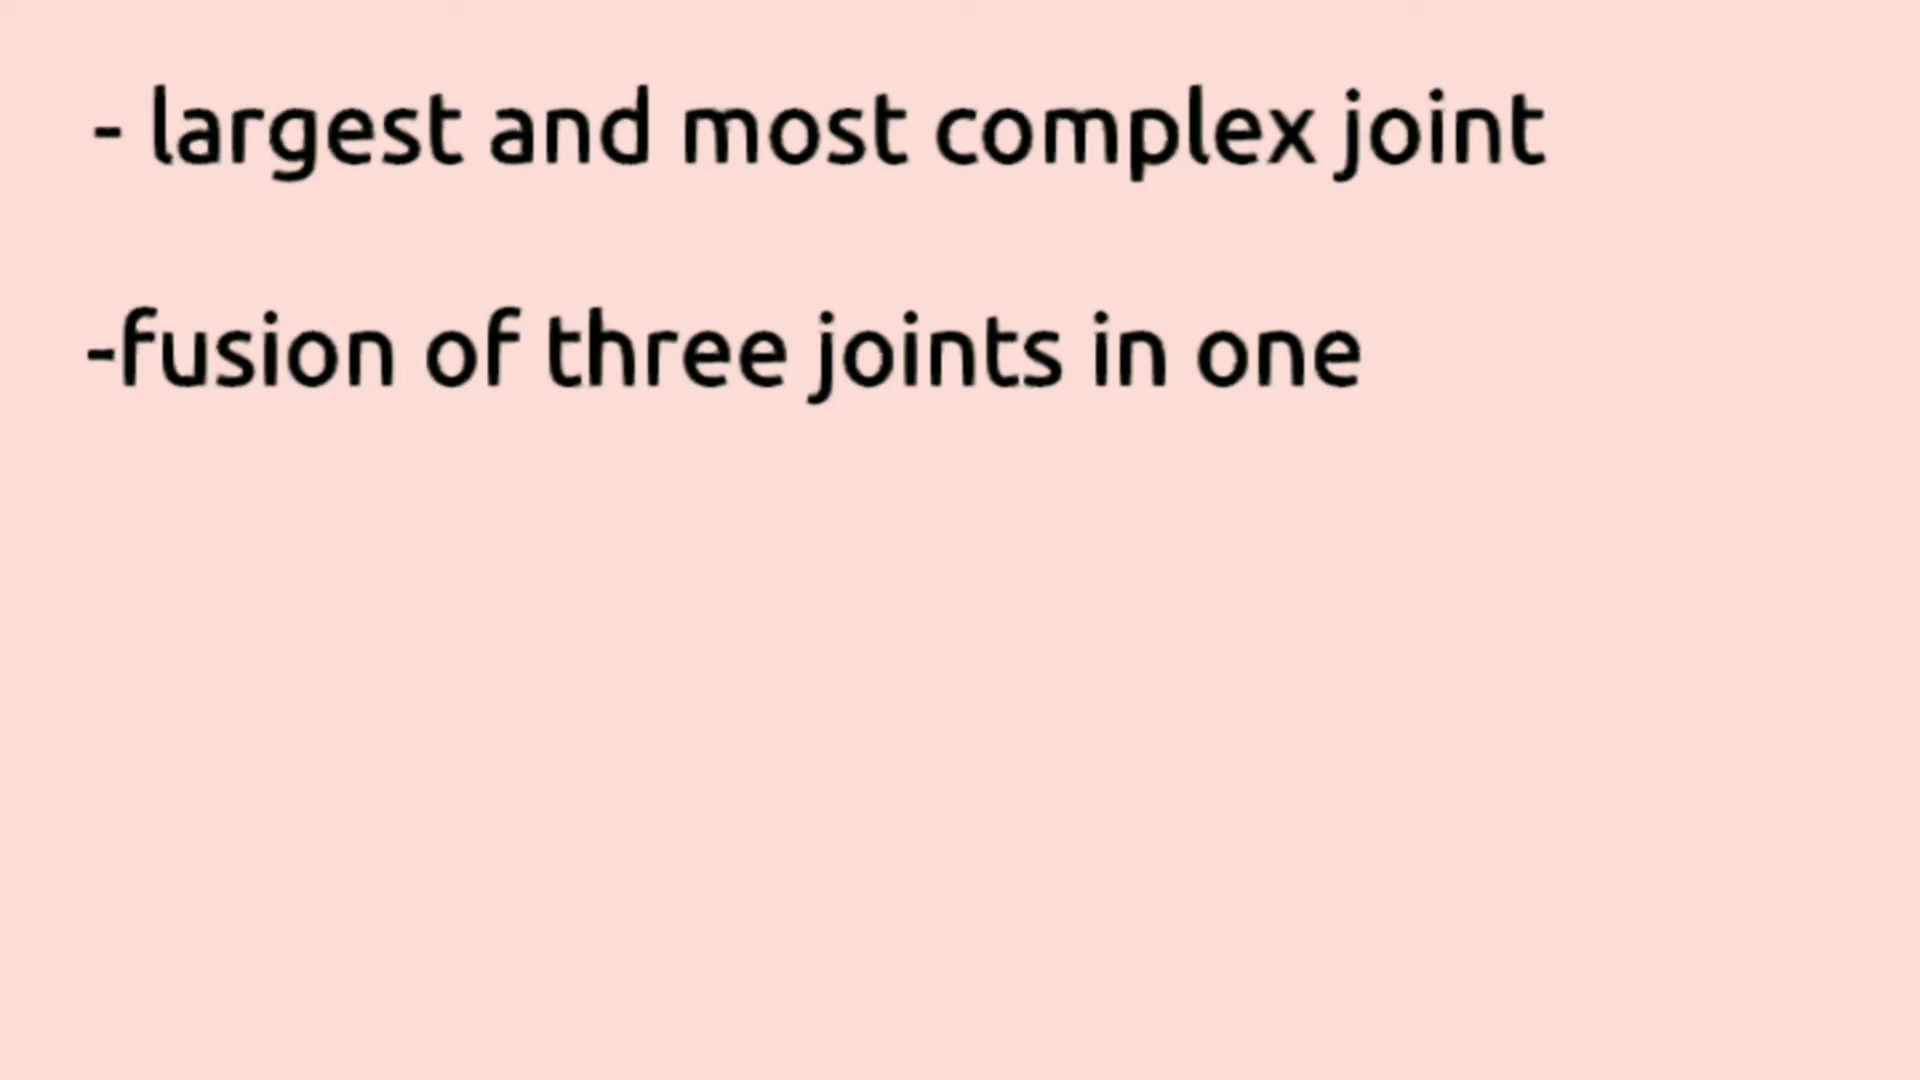 - largest and most complex joint
-fusion of three joints in one